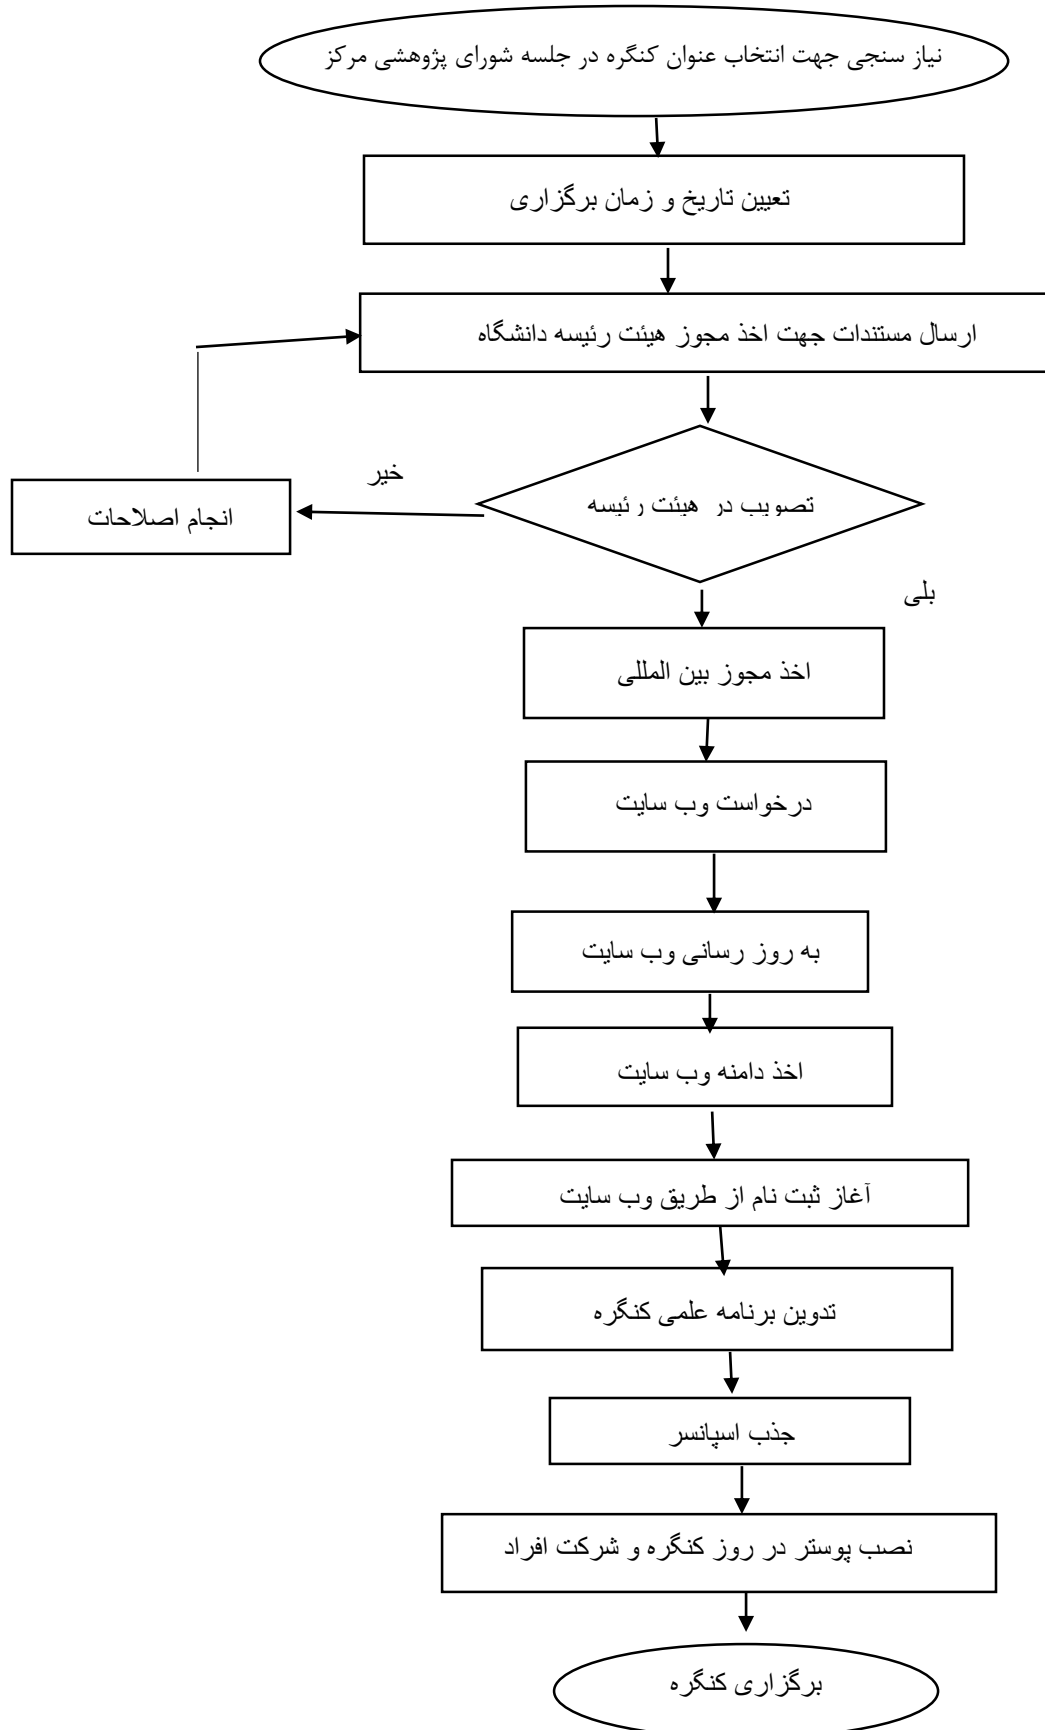 نیاز سنجی جهت انتخاب عنوان کنگره در جلسه شورای پژوهشی مرکز
تعیین تاریخ و زمان برگزاری
ارسال مستندات جهت اخذ مجوز هیئت رئیسه دانشگاه
تصویب در هیئت رئیسه
خیر
انجام اصلاحات
بلی
اخذ مجوز بین المللی
درخواست وب سایت
به روز رسانی وب سایت
اخذ دامنه وب سایت
آغاز ثبت نام از طریق وب سایت
تدوین برنامه علمی کنگره
جذب اسپانسر
نصب پوستر در روز کنگره و شرکت افراد
برگزاری کنگره